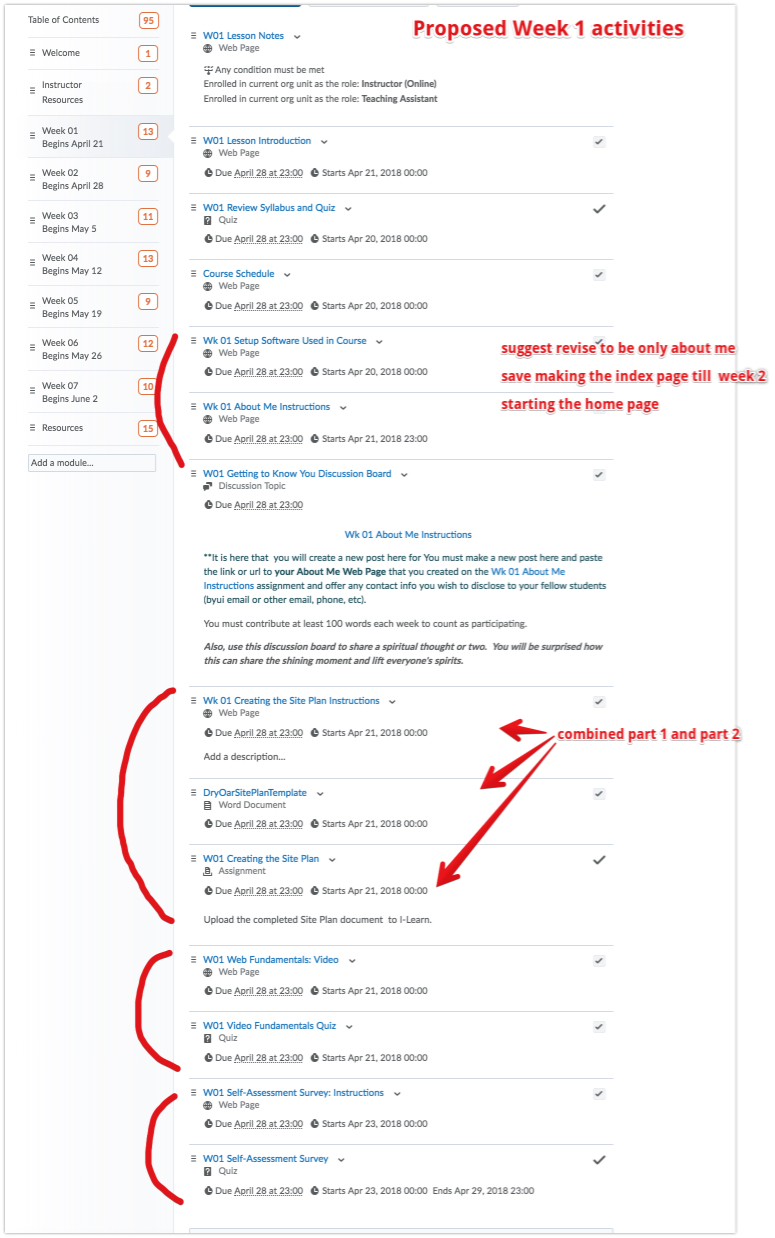 Proposed Week 1 activities
Table of Contents 95
Welcome 1
Instructor
Resources 2
Week 01
Begins April 21 13
Week 02
Begins April 28 9
Week 03
Begins May 5 11
Week 04
Begins May 12 13
Week 05
Begins May 19 9
Week 06
Begins May 26 12
Week 07
Begins June 2 10
Resources 15
Add a module...
W01 Lesson Notes
Web Page
Any condition must be met
Enrolled in current org unit as the role: Instructor (Online)
Enrolled in current org unit as the role: Teaching Assistant
W01 Lesson Introduction
Web Page
Due April 28 at 23:00 Starts Apr 21, 2018 00:00
W01 Review Syllabus and Quiz
Quiz
Due April 28 at 23:00 Starts Apr 20, 2018 00:00
Course Schedule
Web Page
Due April 28 at 23:00 Starts Apr 20, 2018 00:00
Wk 01 Setup Software Used in Course
Web Page
Due April 28 at 23:00 Starts Apr 20, 2018 00:00
suggest revise to be only about me
save making the index page till week 2
starting the home page
Wk 01 About Me Instructions
Web Page
Due April 28 at 23:00 Starts Apr 21, 2018 23:00
W01 Getting to Know You Discussion Board
Discussion Topic
Due April 28 at 23:00
Wk 01 About Me Instructions
**It is here that you will create a new post here for You must make a new post here and paste
the link or url to your About Me Web Page that you created on the Wk 01 About Me
Instructions assignment and offer any contact info you wish to disclose to your fellow students
(byui email or other email, phone, etc).
You must contribute at least 100 words each week to count as participating.
Also, use this discussion board to share a spiritual thought or two. You will be surprised how
this can share the shining moment and lift everyone's spirits.
Wk 01 Creating the Site Plan Instructions
Web Page
Due April 28 at 23:00 Starts Apr 21, 2018 00:00
combined part 1 and part 2
Add a description...
DryOarSitePlanTemplate
Word Document
Due April 28 at 23:00 Starts Apr 21, 2018 00:00
W01 Creating the Site Plan
Assignment
Due April 28 at 23:00 Starts Apr 21, 2018 00:00
Upload the completed Site Plan document to I-Learn.
W01 Web Fundamentals: Video
Web Page
Due April 28 at 23:00 Starts Apr 21, 2018 00:00
W01 Video Fundamentals Quiz
Quiz
Due April 28 at 23:00 Starts Apr 21, 2018 00:00
W01 Self-Assessment Survey: Instructions
Web Page
Due April 28 at 23:00 Starts Apr 23, 2018 00:00
W01 Self-Assessment Survey
Quiz
Due April 28 at 23:00 Starts Apr 23, 2018 00:00 Ends Apr 29, 2018 23:00